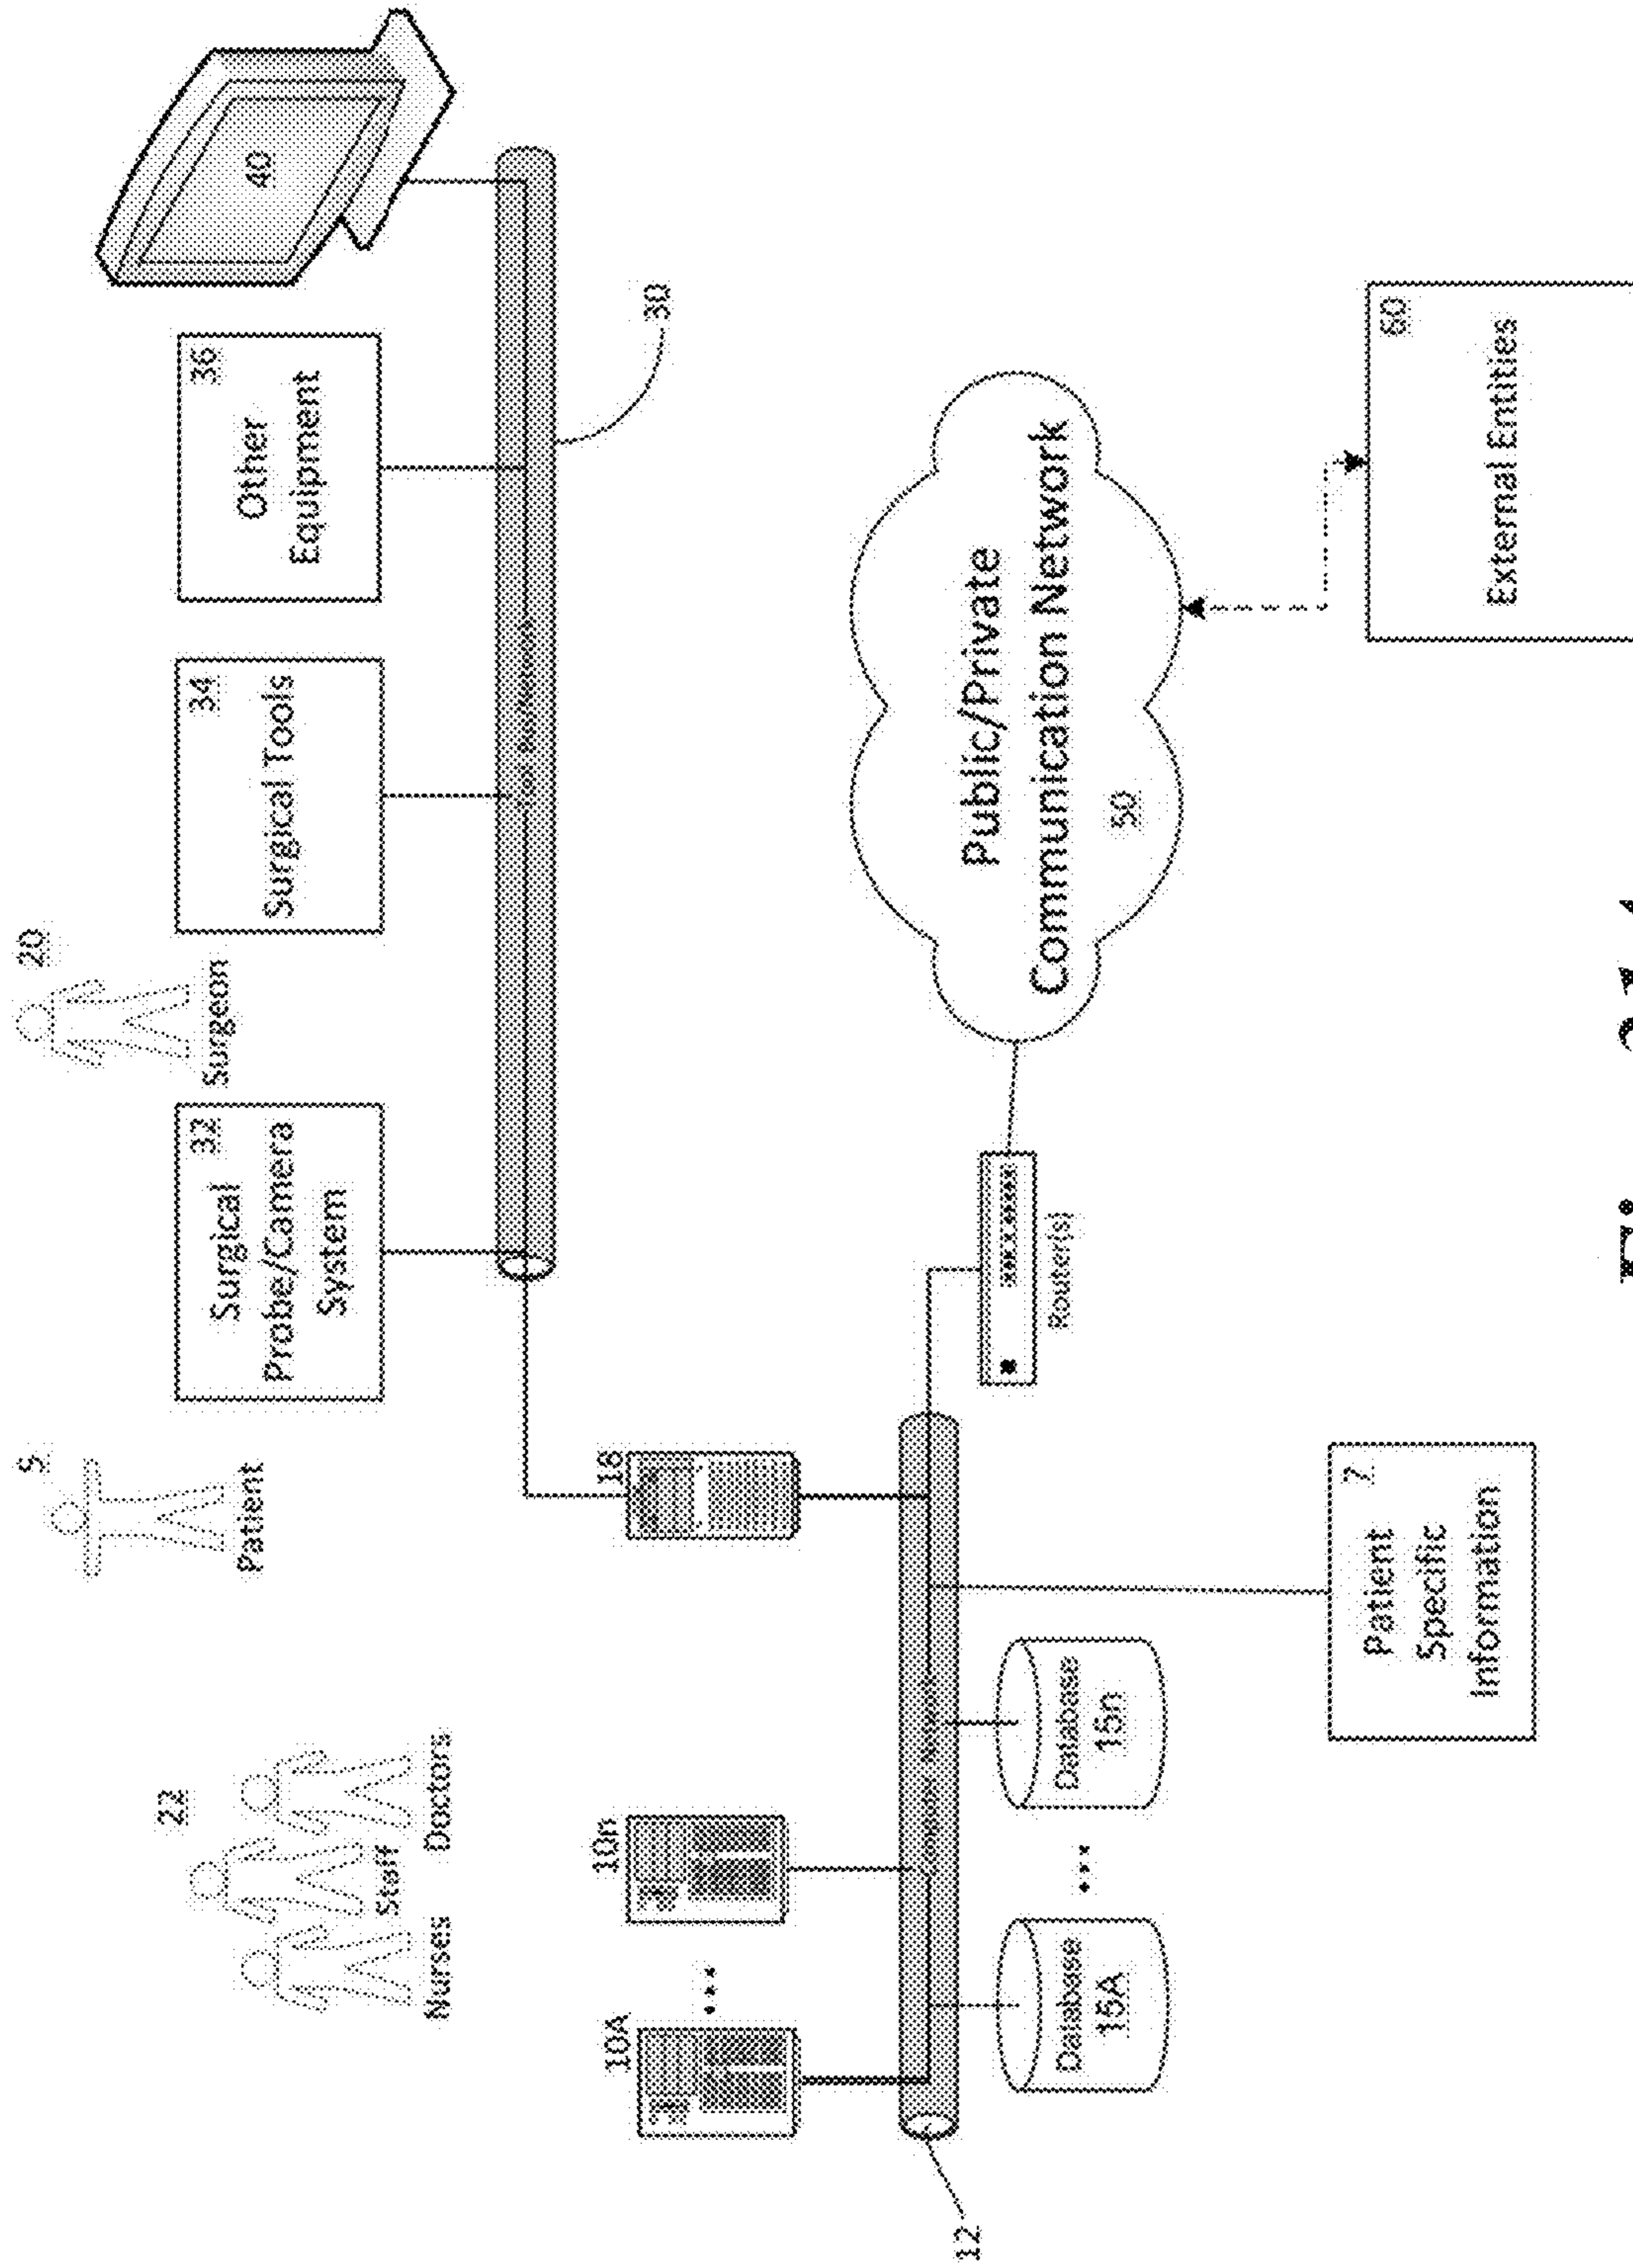 5
Patient
20
Surgeon
22
Nurses
Staff
Doctors
Surgical
Probe/Camera
System
32
Surgical Tools
34
Other
Equipment
36
40
30
10A
...
10n
18
12
Database
15A
...
Database
15n
Patient
Specific
Information
7
Router(s)
Public/Private
Communication Network
50
External Entities
60